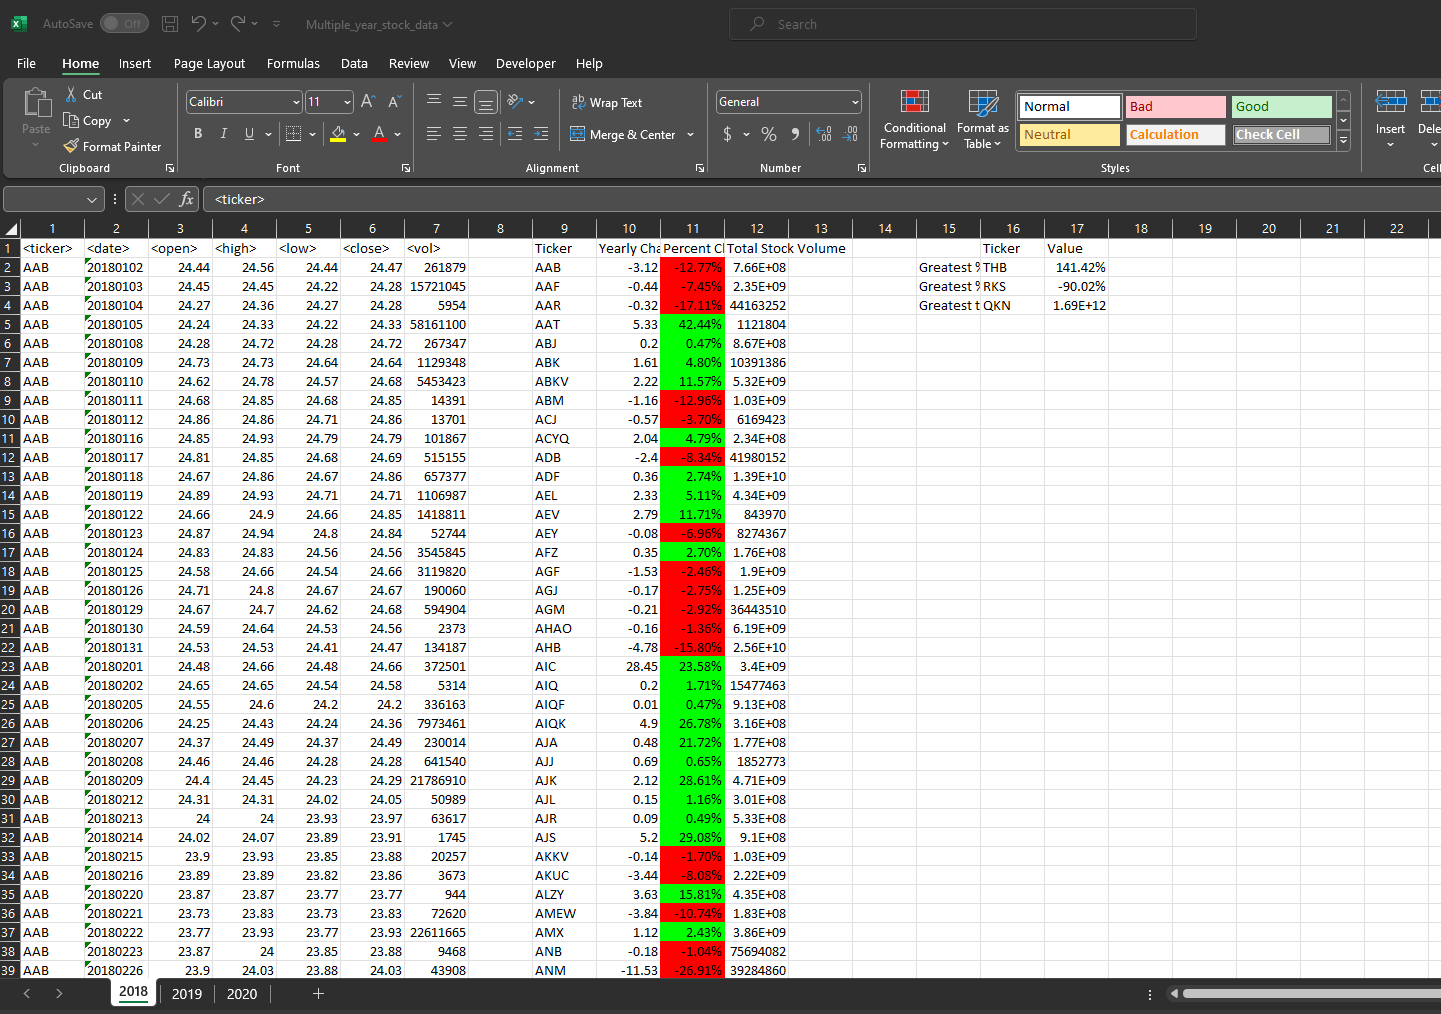 AutoSave Off Multiple_year_stock_data Search
File Home Insert Page Layout Formulas Data Review View Developer Help
Paste Cut Copy Format Painter Clipboard
Calibri 11 B I U A A A Font
ab Wrap Text Merge & Center Alignment
General $ % 9 Number
Conditional Formatting Format as Table
Normal Bad Good
Neutral Calculation Check Cell
Styles
Insert Dele
Cel
fx <ticker>
1 2 3 4 5 6 7 8 9 10 11 12 13 14 15 16 17 18 19 20 21 22
1 <ticker> <date> <open> <high> <low> <close> <vol> Ticker Yearly Cha Percent Cl Total Stock Volume Ticker Value
2 AAB 20180102 24.44 24.56 24.44 24.47 261879 AAB -3.12 -12.77% 7.66E+08 Greatest % THB 141.42%
3 AAB 20180103 24.45 24.45 24.22 24.28 15721045 AAF -0.44 -7.45% 2.35E+09 Greatest % RKS -90.02%
4 AAB 20180104 24.27 24.36 24.27 24.28 5954 AAR -0.32 -17.11% 44163252 Greatest t QKN 1.69E+12
5 AAB 20180105 24.24 24.33 24.22 24.33 58161100 AAT 5.33 42.44% 1121804
6 AAB 20180108 24.28 24.72 24.28 24.72 267347 ABJ 0.2 0.47% 8.67E+08
7 AAB 20180109 24.73 24.73 24.64 24.64 1129348 ABK 1.61 4.80% 10391386
8 AAB 20180110 24.62 24.78 24.57 24.68 5453423 ABKV 2.22 11.57% 5.32E+09
9 AAB 20180111 24.68 24.85 24.68 24.85 14391 ABM -1.16 -12.96% 1.03E+09
10 AAB 20180112 24.86 24.86 24.71 24.86 13701 ACJ -0.57 -3.70% 6169423
11 AAB 20180116 24.85 24.93 24.79 24.79 101867 ACYQ 2.04 4.79% 2.34E+08
12 AAB 20180117 24.81 24.85 24.68 24.69 515155 ADB -2.4 -8.34% 41980152
13 AAB 20180118 24.67 24.86 24.67 24.86 657377 ADF 0.36 2.74% 1.39E+10
14 AAB 20180119 24.89 24.93 24.71 24.71 1106987 AEL 2.33 5.11% 4.34E+09
15 AAB 20180122 24.66 24.9 24.66 24.85 1418811 AEV 2.79 11.71% 843970
16 AAB 20180123 24.87 24.94 24.8 24.84 52744 AEY -0.08 -6.96% 8274367
17 AAB 20180124 24.83 24.83 24.56 24.56 3545845 AFZ 0.35 2.70% 1.76E+08
18 AAB 20180125 24.58 24.66 24.54 24.66 3119820 AGF -1.53 -2.46% 1.9E+09
19 AAB 20180126 24.71 24.8 24.67 24.67 190060 AGJ -0.17 -2.75% 1.25E+09
20 AAB 20180129 24.67 24.7 24.62 24.68 594904 AGM -0.21 -2.92% 36443510
21 AAB 20180130 24.59 24.64 24.53 24.56 2373 AHAO -0.16 -1.36% 6.19E+09
22 AAB 20180131 24.53 24.53 24.41 24.47 134187 AHB -4.78 -15.80% 2.56E+10
23 AAB 20180201 24.48 24.66 24.48 24.66 372501 AIC 28.45 23.58% 3.4E+09
24 AAB 20180202 24.65 24.65 24.54 24.58 5314 AIQ 0.2 1.71% 15477463
25 AAB 20180205 24.55 24.6 24.2 24.2 336163 AIQF 0.01 0.47% 9.13E+08
26 AAB 20180206 24.25 24.43 24.24 24.36 7973461 AIQK 4.9 26.78% 3.16E+08
27 AAB 20180207 24.37 24.49 24.37 24.49 230014 AJA 0.48 21.72% 1.77E+08
28 AAB 20180208 24.46 24.46 24.28 24.28 641540 AJJ 0.69 0.65% 1852773
29 AAB 20180209 24.4 24.45 24.23 24.29 21786910 AJK 2.12 28.61% 4.71E+09
30 AAB 20180212 24.31 24.31 24.02 24.05 50989 AJL 0.15 1.16% 3.01E+08
31 AAB 20180213 24 24 23.93 23.97 63617 AJR 0.09 0.49% 5.33E+08
32 AAB 20180214 24.02 24.07 23.89 23.91 1745 AJS 5.2 29.08% 9.1E+08
33 AAB 20180215 23.9 23.93 23.85 23.88 20257 AKKV -0.14 -1.70% 1.03E+09
34 AAB 20180216 23.89 23.89 23.82 23.86 3673 AKUC -3.44 -8.08% 2.22E+09
35 AAB 20180220 23.87 23.87 23.77 23.77 944 ALZY 3.63 15.81% 4.35E+08
36 AAB 20180221 23.73 23.83 23.73 23.83 72620 AMEW -3.84 -10.74% 1.83E+08
37 AAB 20180222 23.77 23.93 23.77 23.93 22611665 AMX 1.12 2.43% 3.86E+09
38 AAB 20180223 23.87 24 23.85 23.88 9468 ANB -0.18 -1.04% 75694082
39 AAB 20180226 23.9 24.03 23.88 24.03 43908 ANM -11.53 -26.91% 39284860
2018 2019 2020